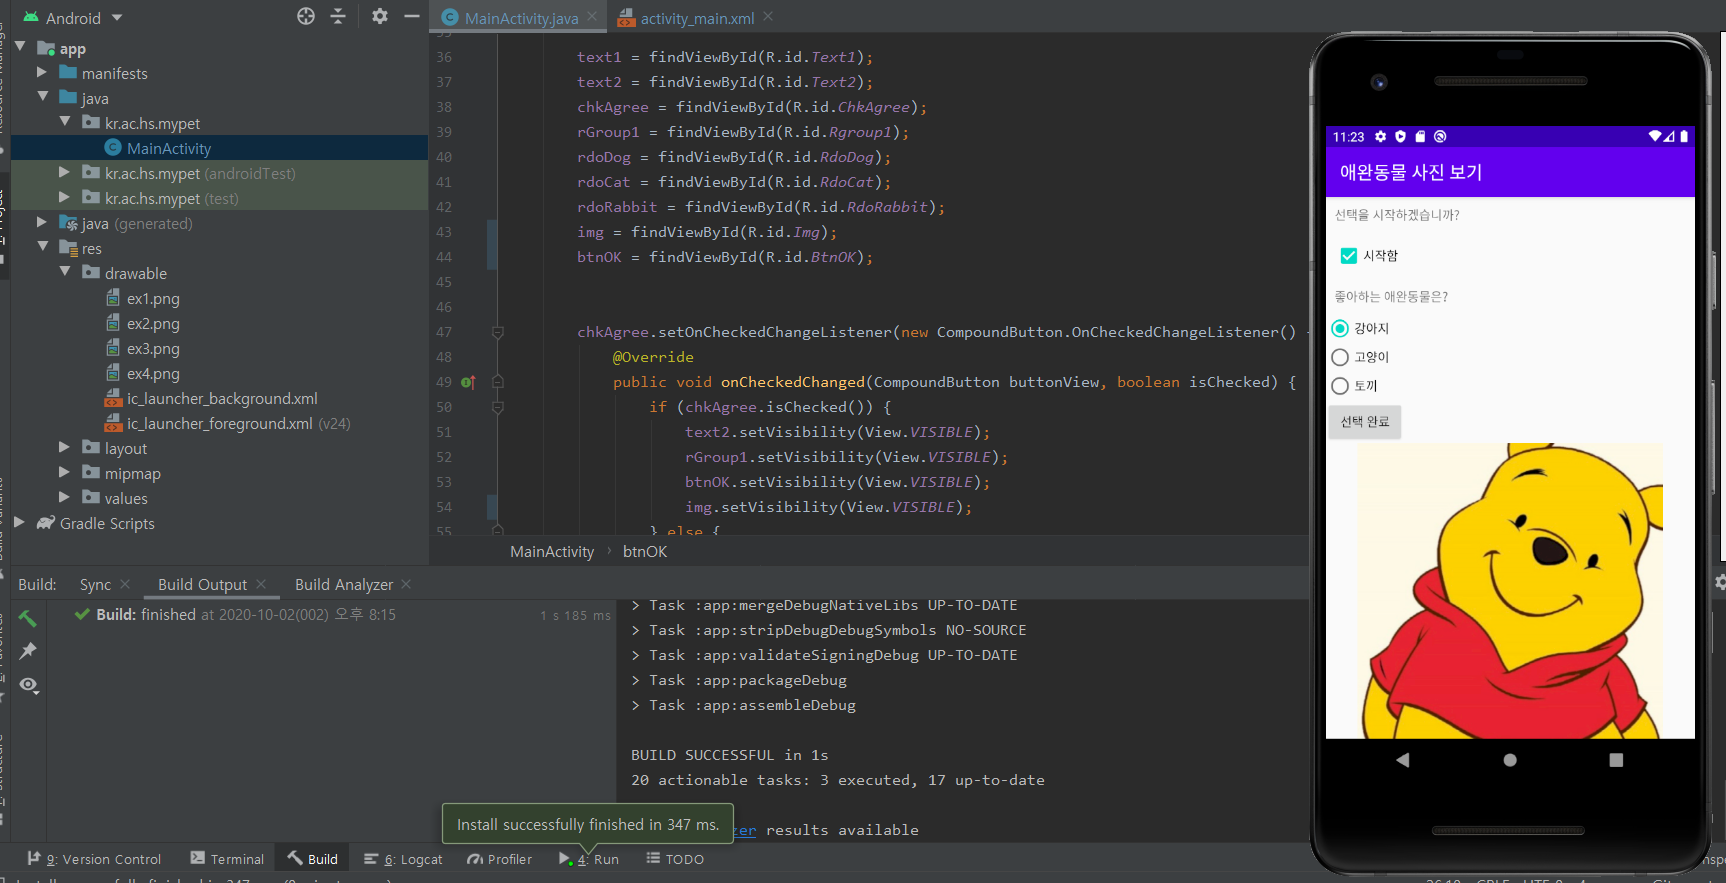 Android
MainActivity.java
activity_main.xml
app
manifests
java
kr.ac.hs.mypet
MainActivity
kr.ac.hs.mypet (androidTest)
kr.ac.hs.mypet (test)
java (generated)
res
drawable
ex1.png
ex2.png
ex3.png
ex4.png
ic_launcher_background.xml
ic_launcher_foreground.xml (v24)
layout
mipmap
values
Gradle Scripts
36 text1 = findViewById(R.id.Text1);
37 text2 = findViewById(R.id.Text2);
38 chkAgree = findViewById(R.id.ChkAgree);
39 rGroup1 = findViewById(R.id.Rgroup1);
40 rdoDog = findViewById(R.id.RdoDog);
41 rdoCat = findViewById(R.id.RdoCat);
42 rdoRabbit = findViewById(R.id.RdoRabbit);
43 img = findViewById(R.id.Img);
44 btnOK = findViewById(R.id.BtnOK);
45
46
47 chkAgree.setOnCheckedChangeListener(new CompoundButton.OnCheckedChangeListener()
48 @Override
49 public void onCheckedChanged(CompoundButton buttonView, boolean isChecked) {
50 if (chkAgree.isChecked()) {
51 text2.setVisibility(View.VISIBLE);
52 rGroup1.setVisibility(View.VISIBLE);
53 btnOK.setVisibility(View.VISIBLE);
54 img.setVisibility(View.VISIBLE);
55 } else {
MainActivity › btnOK
11:23
애완동물 사진 보기
선택을 시작하겠습니까?
시작함
좋아하는 애완동물은?
강아지
고양이
토끼
선택 완료
Build: Sync Build Output Build Analyzer
Build: finished at 2020-10-02(002) 오후 8:15 1 s 185 ms
> Task :app:mergeDebugNativeLibs UP-TO-DATE
> Task :app:stripDebugDebugSymbols NO-SOURCE
> Task :app:validateSigningDebug UP-TO-DATE
> Task :app:packageDebug
> Task :app:assembleDebug
BUILD SUCCESSFUL in 1s
20 actionable tasks: 3 executed, 17 up-to-date
Install successfully finished in 347 ms.
zer results available
9: Version Control Terminal Build 6: Logcat Profiler 4: Run TODO